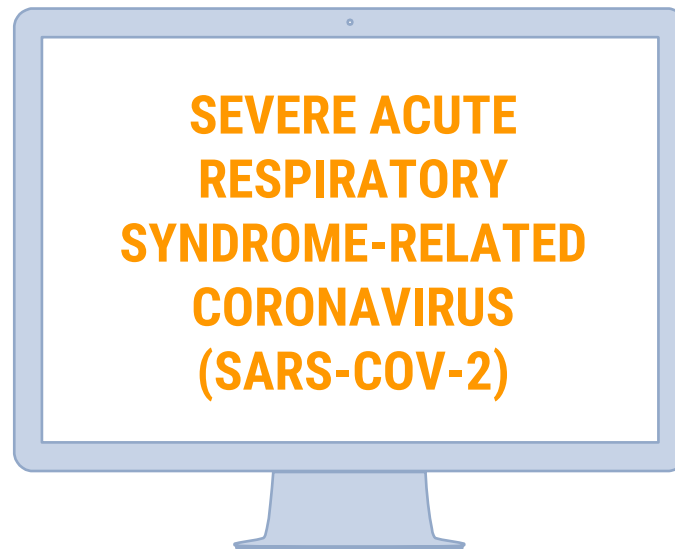 SEVERE ACUTE
RESPIRATORY
SYNDROME-RELATED
CORONAVIRUS
(SARS-COV-2)